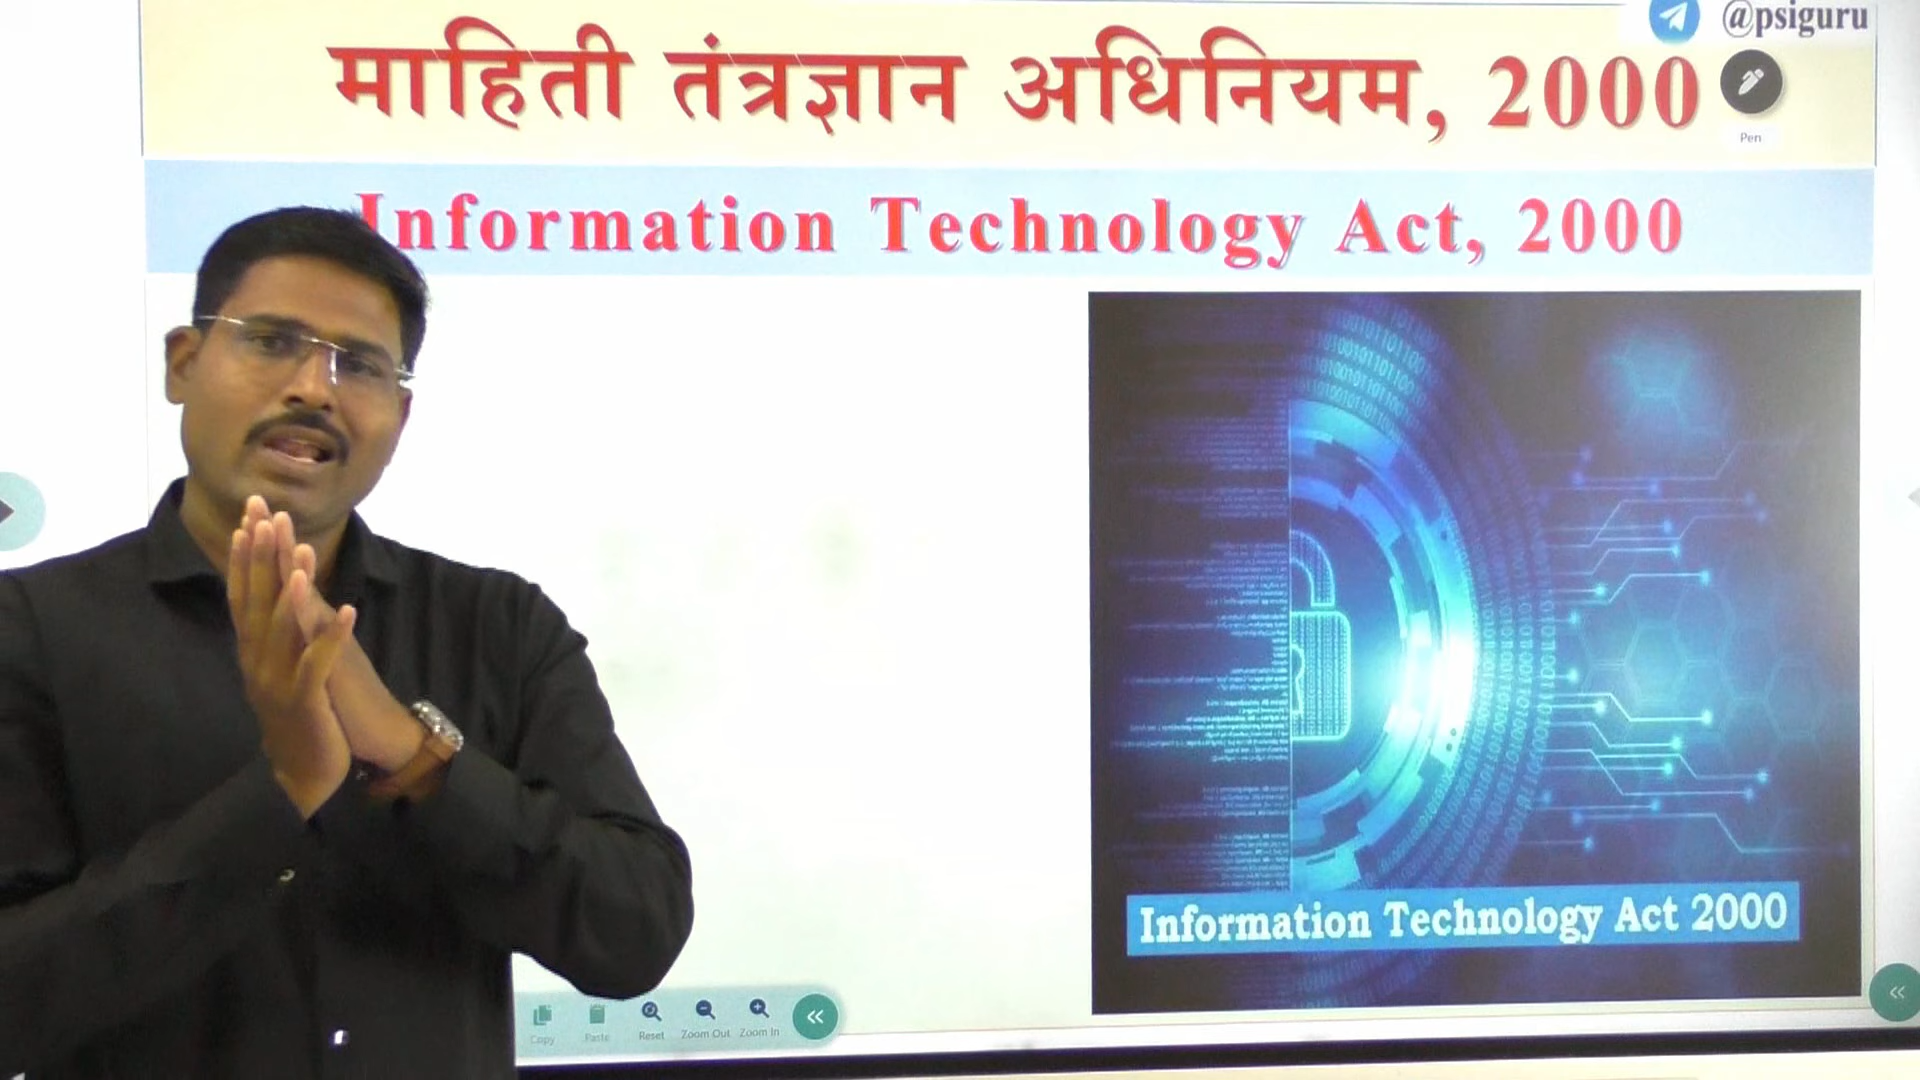 @psiguru
माहिती तंत्रज्ञान अधिनियम, 2000
Pen
Information Technology Act, 2000
Information Technology Act 2000
Copy
Paste
Reset
Zoom Out
Zoom In